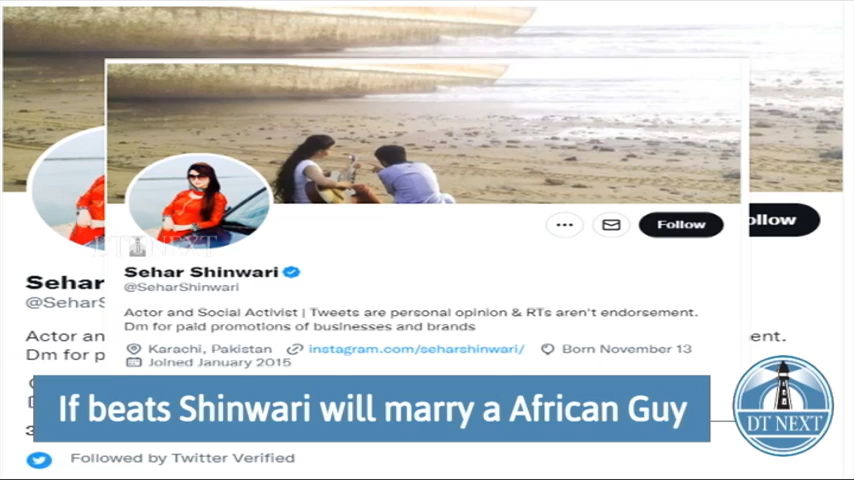 ollow
Follow
DT NEXT
Sehar
Sehar Shinwari
@SeharS
@SeharShinwari
Actor an
Actor and Social Activist | Tweets are personal opinion & RTs aren't endorsement.
ent.
Dm for p
Dm for paid promotions of businesses and brands
Karachi, Pakistan instagram.com/seharshinwari/ Born November 13
Joined January 2015
If beats Shinwari will marry a African Guy
DT NEXT
Followed by Twitter Verified